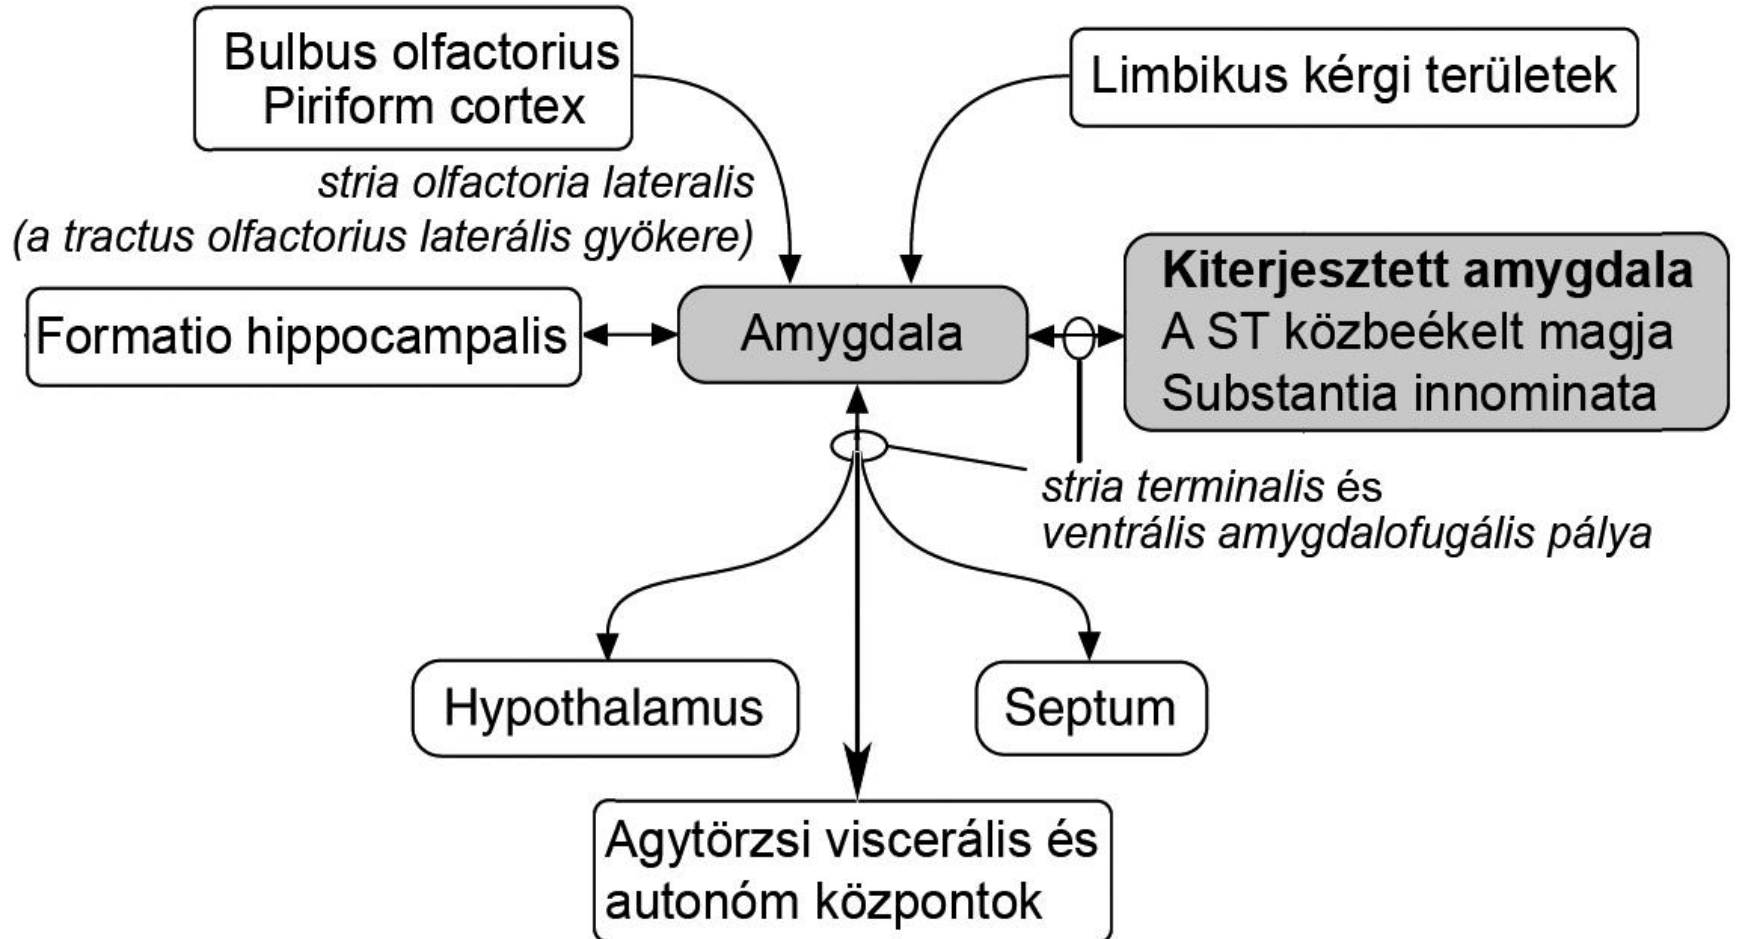 Bulbus olfactorius
Piriform cortex
Limbikus kérgi területek
stria olfactoria lateralis
(a tractus olfactorius laterális gyökere)
Formatio hippocampalis
Amygdala
Kiterjesztett amygdala
A ST közbeékelt magja
Substantia innominata
stria terminalis és
ventrális amygdalofugális pálya
Hypothalamus
Septum
Agytörzsi viscerális és
autonóm központok